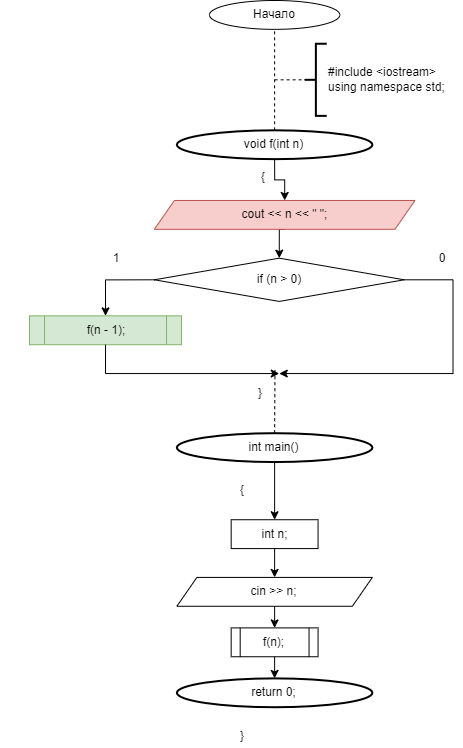 Начало
#include <iostream>
using namespace std;
void f(int n)
{
cout << n << " ";
if (n > 0)
1
0
f(n - 1);
}
int main()
{
int n;
cin >> n;
f(n);
return 0;
}